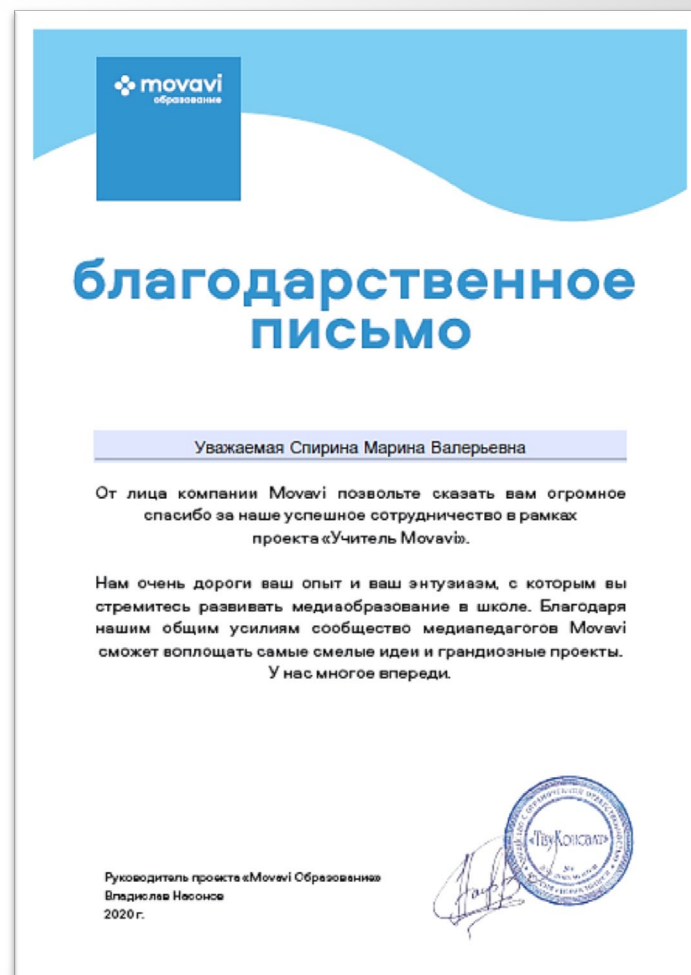 movavi
образование
благодарственное
письмо
Уважаемая Спирина Марина Валерьевна
От лица компании Movavi позвольте сказать вам огромное
спасибо за наше успешное сотрудничество в рамках
проекта «Учитель Movavi».
Нам очень дороги ваш опыт и ваш энтузиазм, с которым вы
стремитесь развивать медиаобразование в школе. Благодаря
нашим общим усилиям сообщество медиапедагогов Movavi
сможет воплощать самые смелые идеи и грандиозные проекты.
У нас многое впереди.
«ТвуКонсалт»
Руководитель проекта «Movavi Образование»
Владислав Насонов
2020 г.